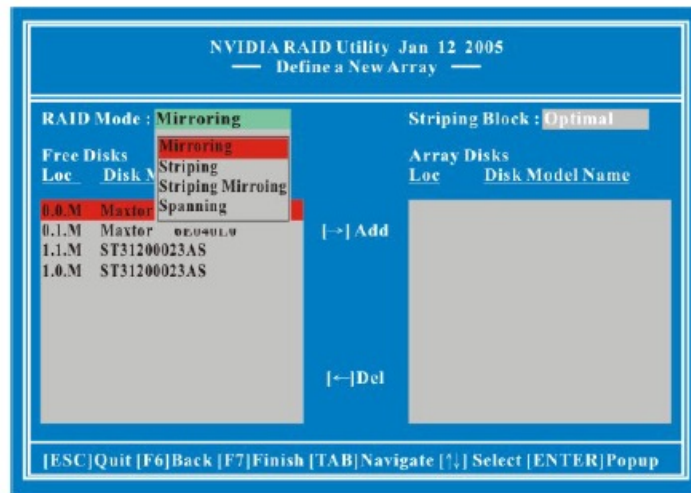 NVIDIA RAID Utility Jan 12 2005
— Define a New Array —
RAID Mode : Mirroring
Striping Block : Optimal
Mirroring
Striping
Striping Mirroing
Spanning
Free Disks
Loc Disk M
0.0.M Maxtor
0.1.M Maxtor 6E040L0
1.1.M ST31200023AS
1.0.M ST31200023AS
[→] Add
[←]Del
Array Disks
Loc Disk Model Name
[ESC]Quit [F6]Back [F7]Finish [TAB]Navigate [↑↓] Select [ENTER]Popup